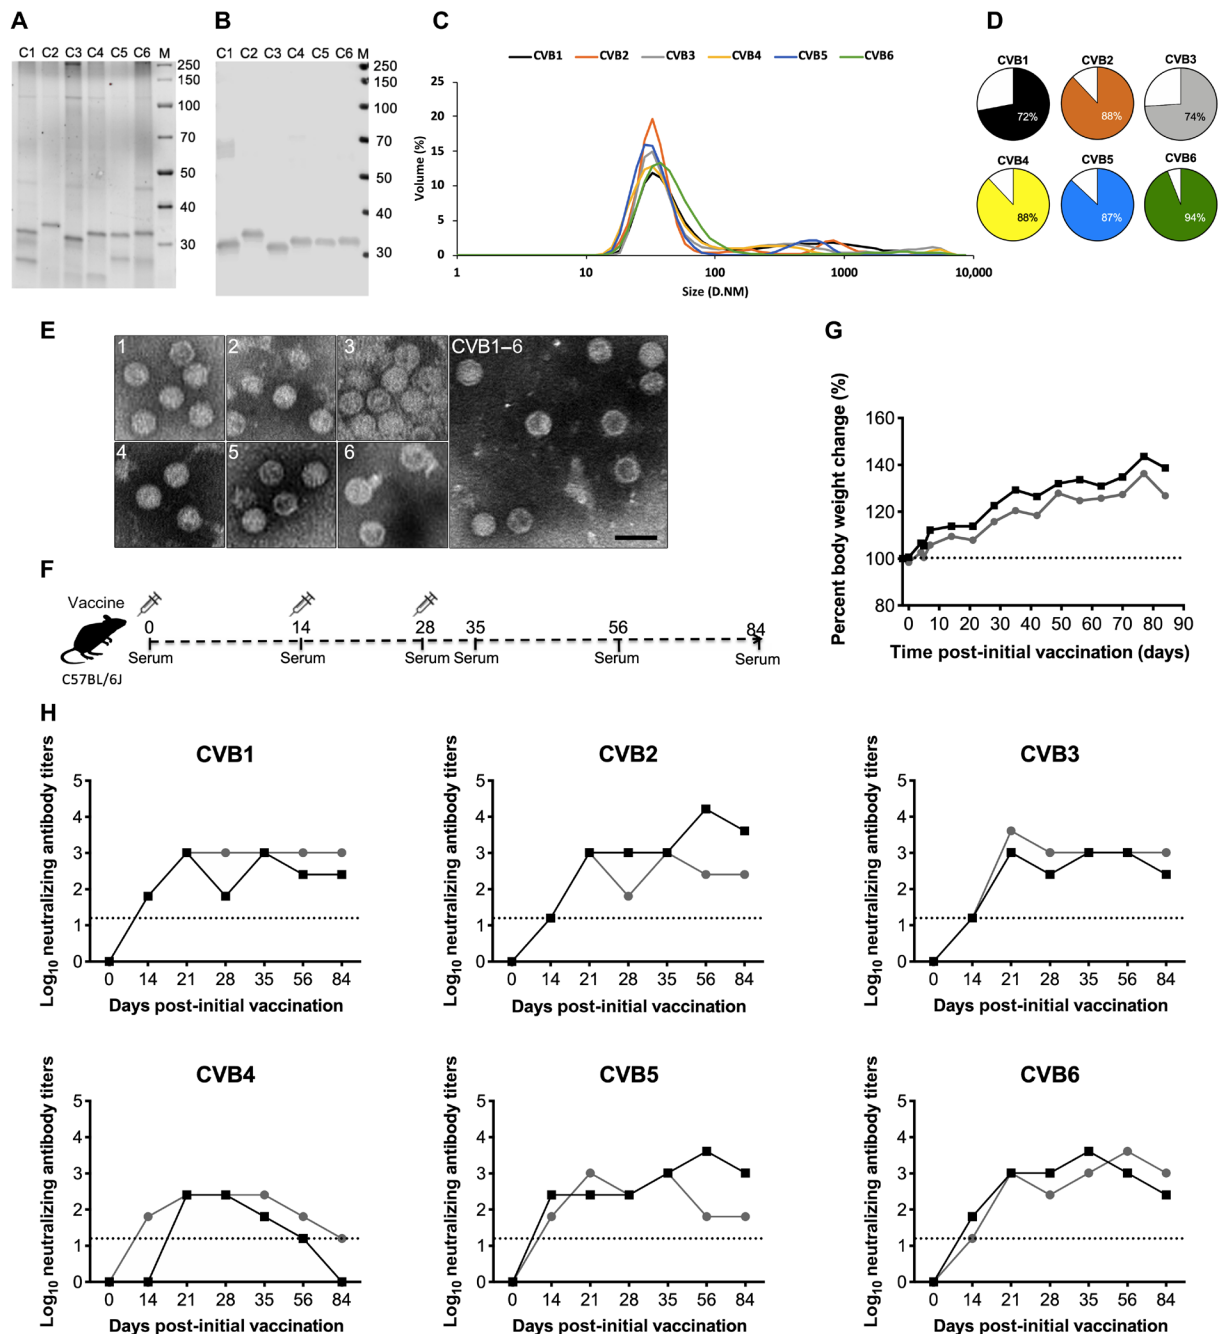 A
C1 C2 C3 C4 C5 C6 M
250
150
100
70
50
40
30
B
C1 C2 C3 C4 C5 C6 M
250
150
100
70
50
40
30
C
CVB1 CVB2 CVB3 CVB4 CVB5 CVB6
Volume (%)
25
20
15
10
5
0
1 10 100 1000 10,000
Size (D.NM)
D
CVB1 CVB2 CVB3
72% 88% 74%
CVB4 CVB5 CVB6
88% 87% 94%
E
1 2 3 CVB1–6
4 5 6
F
Vaccine
0 14 28 35 56 84
Serum Serum Serum Serum Serum Serum
C57BL/6J
G
Percent body weight change (%)
160
140
120
100
80
0 10 20 30 40 50 60 70 80 90
Time post-initial vaccination (days)
H
CVB1
Log10 neutralizing antibody titers
5
4
3
2
1
0
0 14 21 28 35 56 84
Days post-initial vaccination
CVB2
Log10 neutralizing antibody titers
5
4
3
2
1
0
0 14 21 28 35 56 84
Days post-initial vaccination
CVB3
Log10 neutralizing antibody titers
5
4
3
2
1
0
0 14 21 28 35 56 84
Days post-initial vaccination
CVB4
Log10 neutralizing antibody titers
5
4
3
2
1
0
0 14 21 28 35 56 84
Days post-initial vaccination
CVB5
Log10 neutralizing antibody titers
5
4
3
2
1
0
0 14 21 28 35 56 84
Days post-initial vaccination
CVB6
Log10 neutralizing antibody titers
5
4
3
2
1
0
0 14 21 28 35 56 84
Days post-initial vaccination